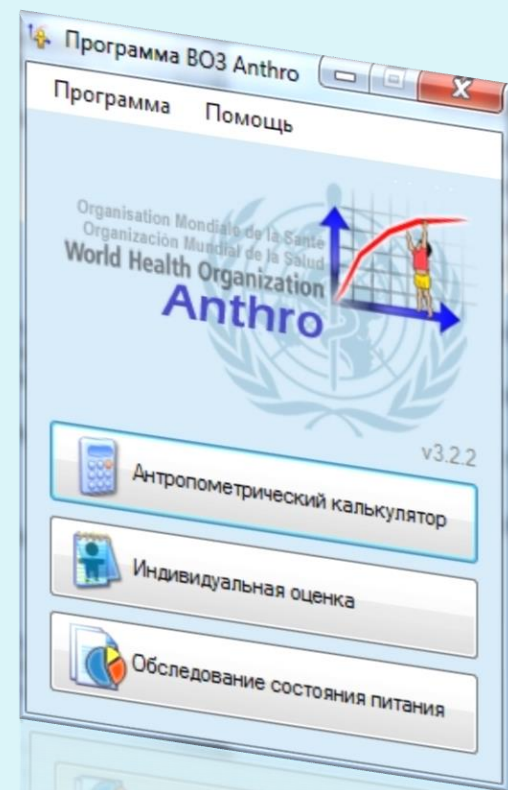 Программа ВОЗ Anthro
Программа Помощь
Organisation Mondiale de la Santé
Organización Mundial de la Salud
World Health Organization
Anthro
v3.2.2
Антропометрический калькулятор
Индивидуальная оценка
Обследование состояния питания